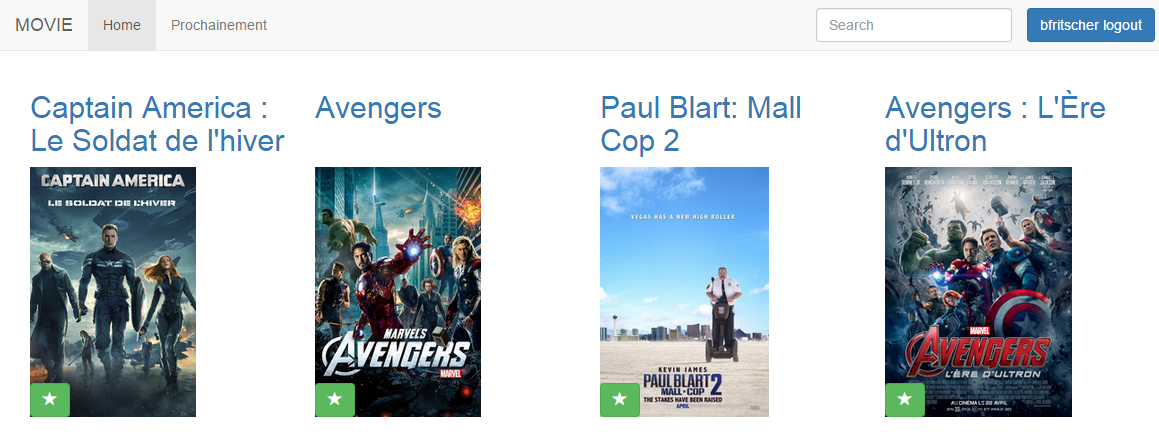 MOVIE Home Prochainement Search bfritscher logout
Captain America :
Le Soldat de l'hiver
Avengers
Paul Blart: Mall
Cop 2
Avengers : L'Ère
d'Ultron
CAPTAIN AMERICA
LE SOLDAT DE L'HIVER
MARVEL'S
AVENGERS
MARVEL
VEGAS HAS A NEW HIGH ROLLER
KEVIN JAMES
PAUL BLART 2
MALL COP
THE STAKES HAVE BEEN RAISED
APRIL
MARVEL
AVENGERS
L'ÈRE D'ULTRON
AU CINÉMA LE 22 AVRIL